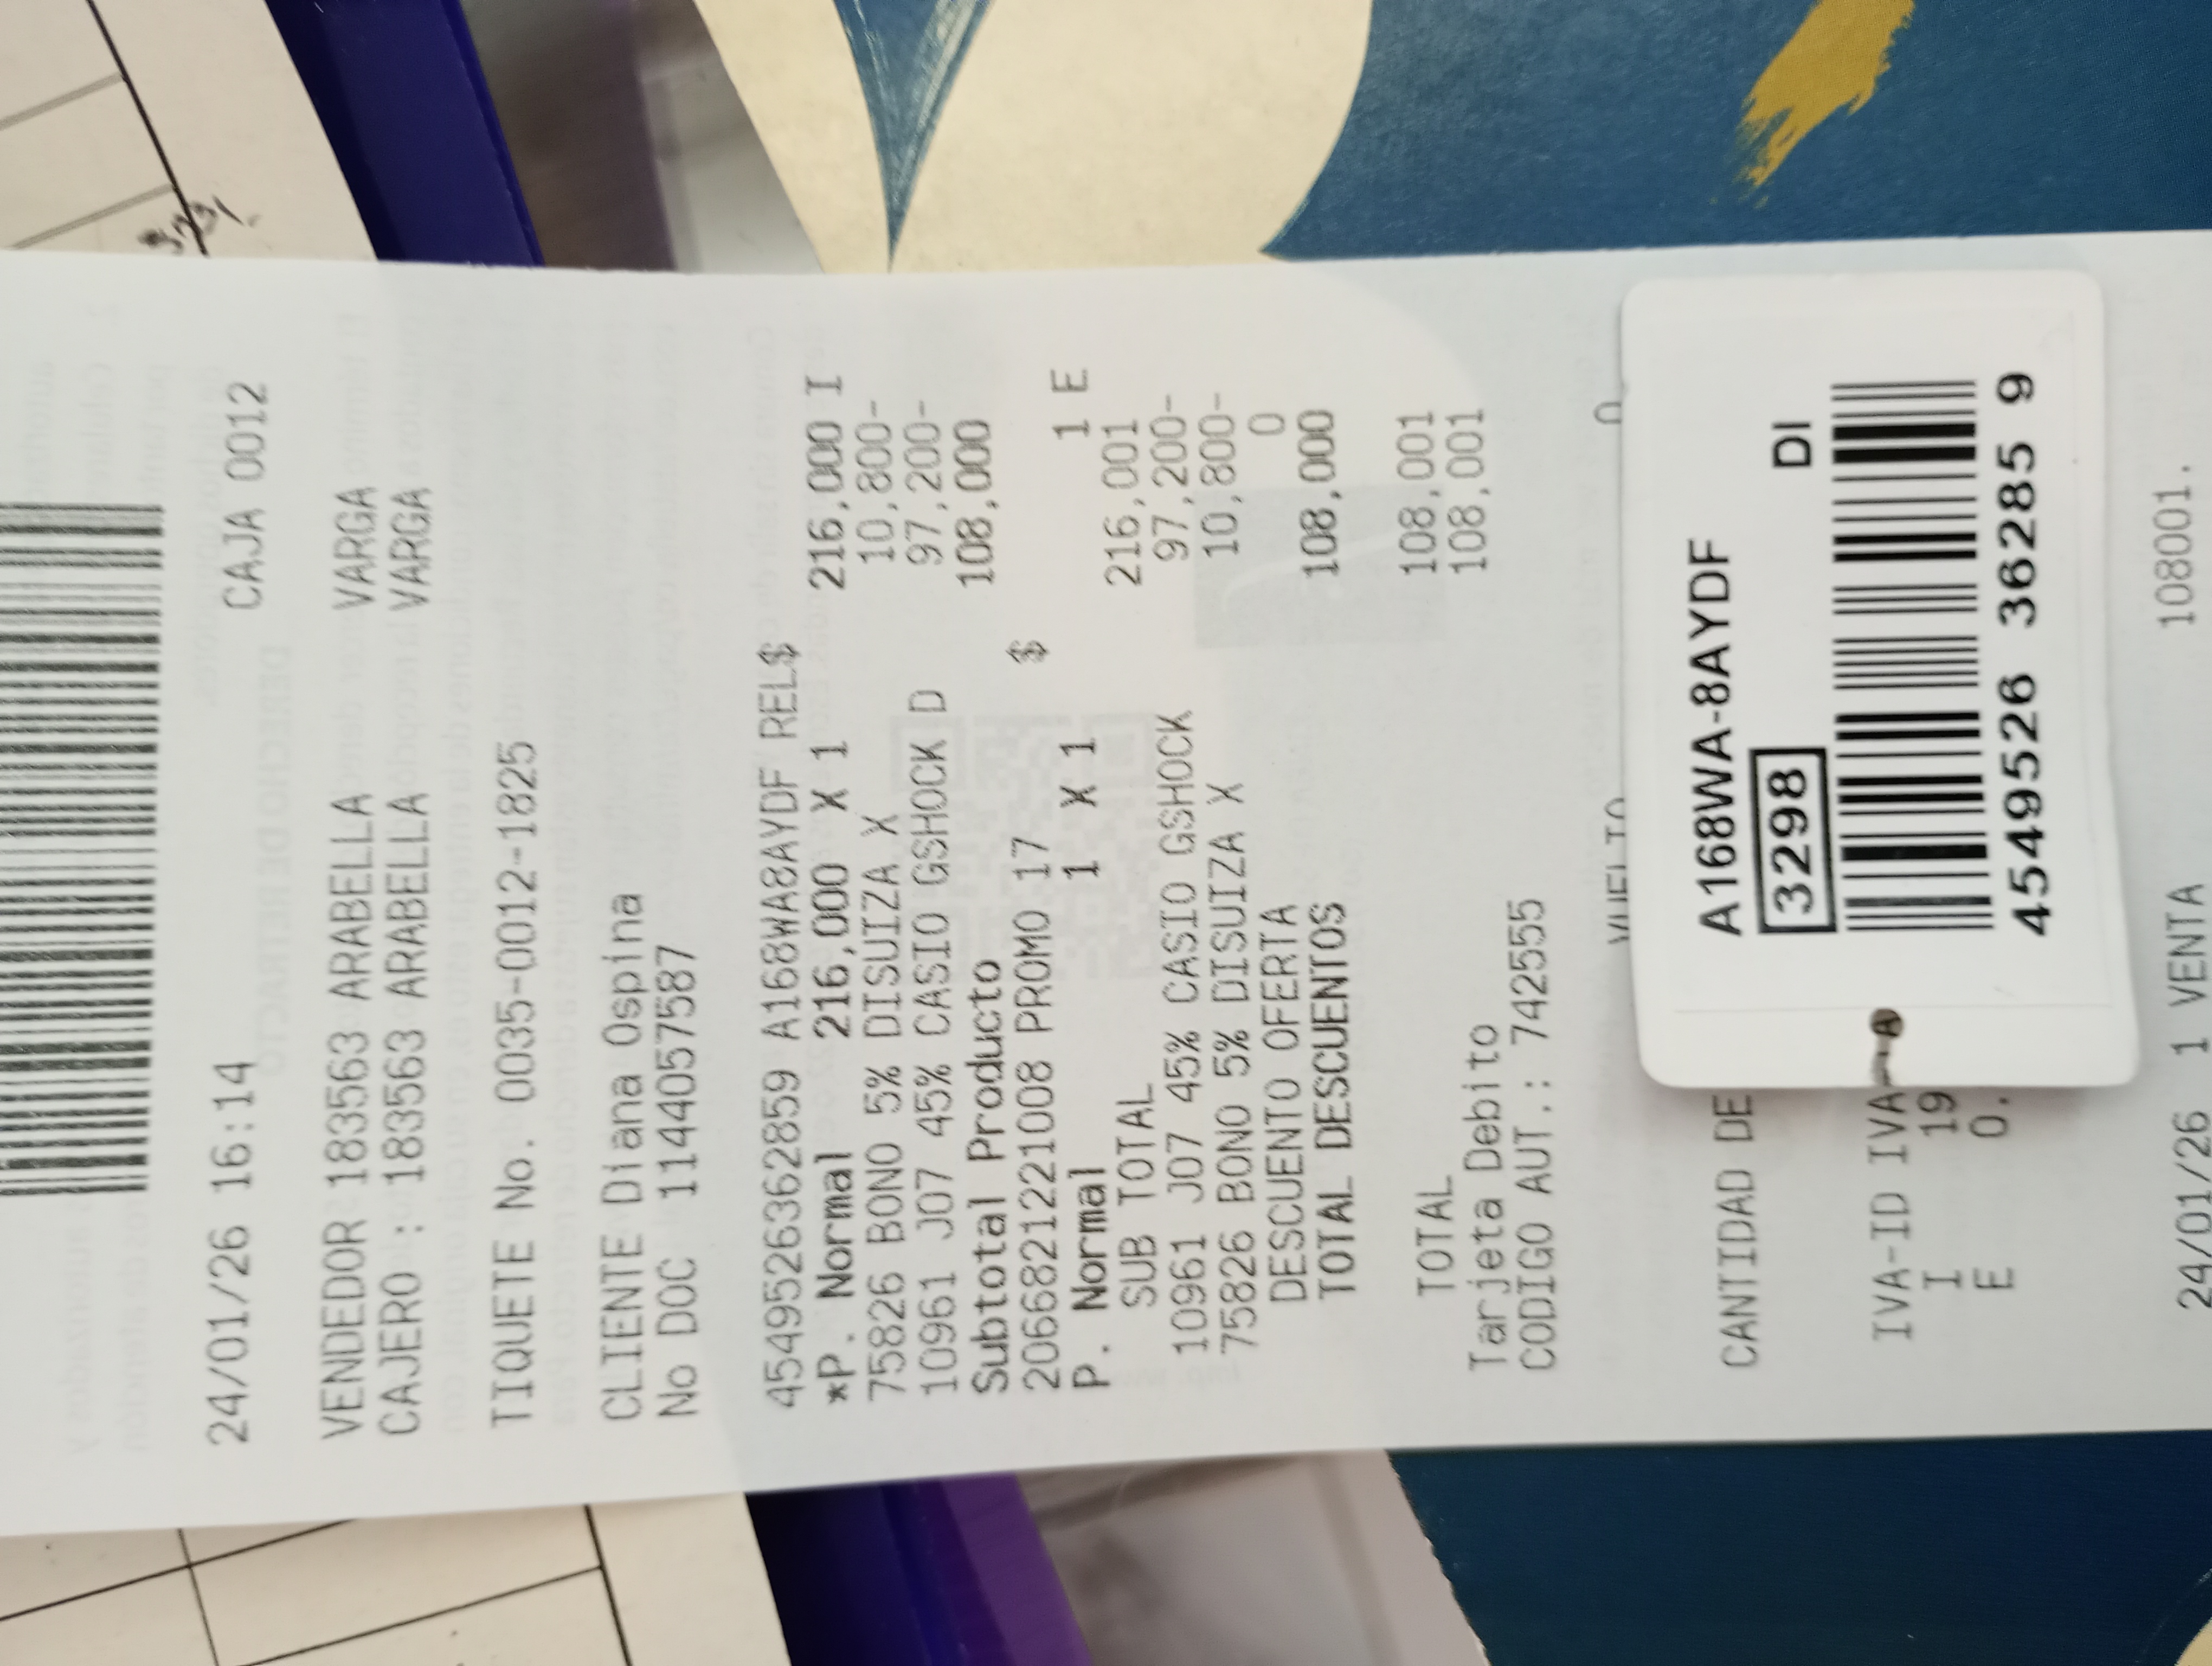 24/01/26 16:14 CAJA 0012
VENDEDOR 183563 ARABELLA VARGA
CAJERO : 183563 ARABELLA VARGA
TIQUETE No. 0035-0012-1825
CLIENTE Diana Ospina
No DOC 1144057587
4549526362859 A168WA8AYDF REL$
*P. Normal 216,000 X 1 216,000 I
75826 BONO 5% DISUIZA X 10,800-
10961 J07 45% CASIO GSHOCK D 97,200-
Subtotal Producto 108,000
2066821221008 PROMO 17 $
P. Normal 1 X 1 1 E
SUB TOTAL 216,001
10961 J07 45% CASIO GSHOCK 97,200-
75826 BONO 5% DISUIZA X 10,800-
DESCUENTO OFERTA 0
TOTAL DESCUENTOS 108,000
TOTAL 108,001
Tarjeta Debito 108,001
CODIGO AUT.: 742555
VUELTO 0
CANTIDAD DE
A168WA-8AYDF
3298 DI
4549526 36285 9
IVA-ID IVA
I 19
E 0.
108001.
24/01/26 1 VENTA